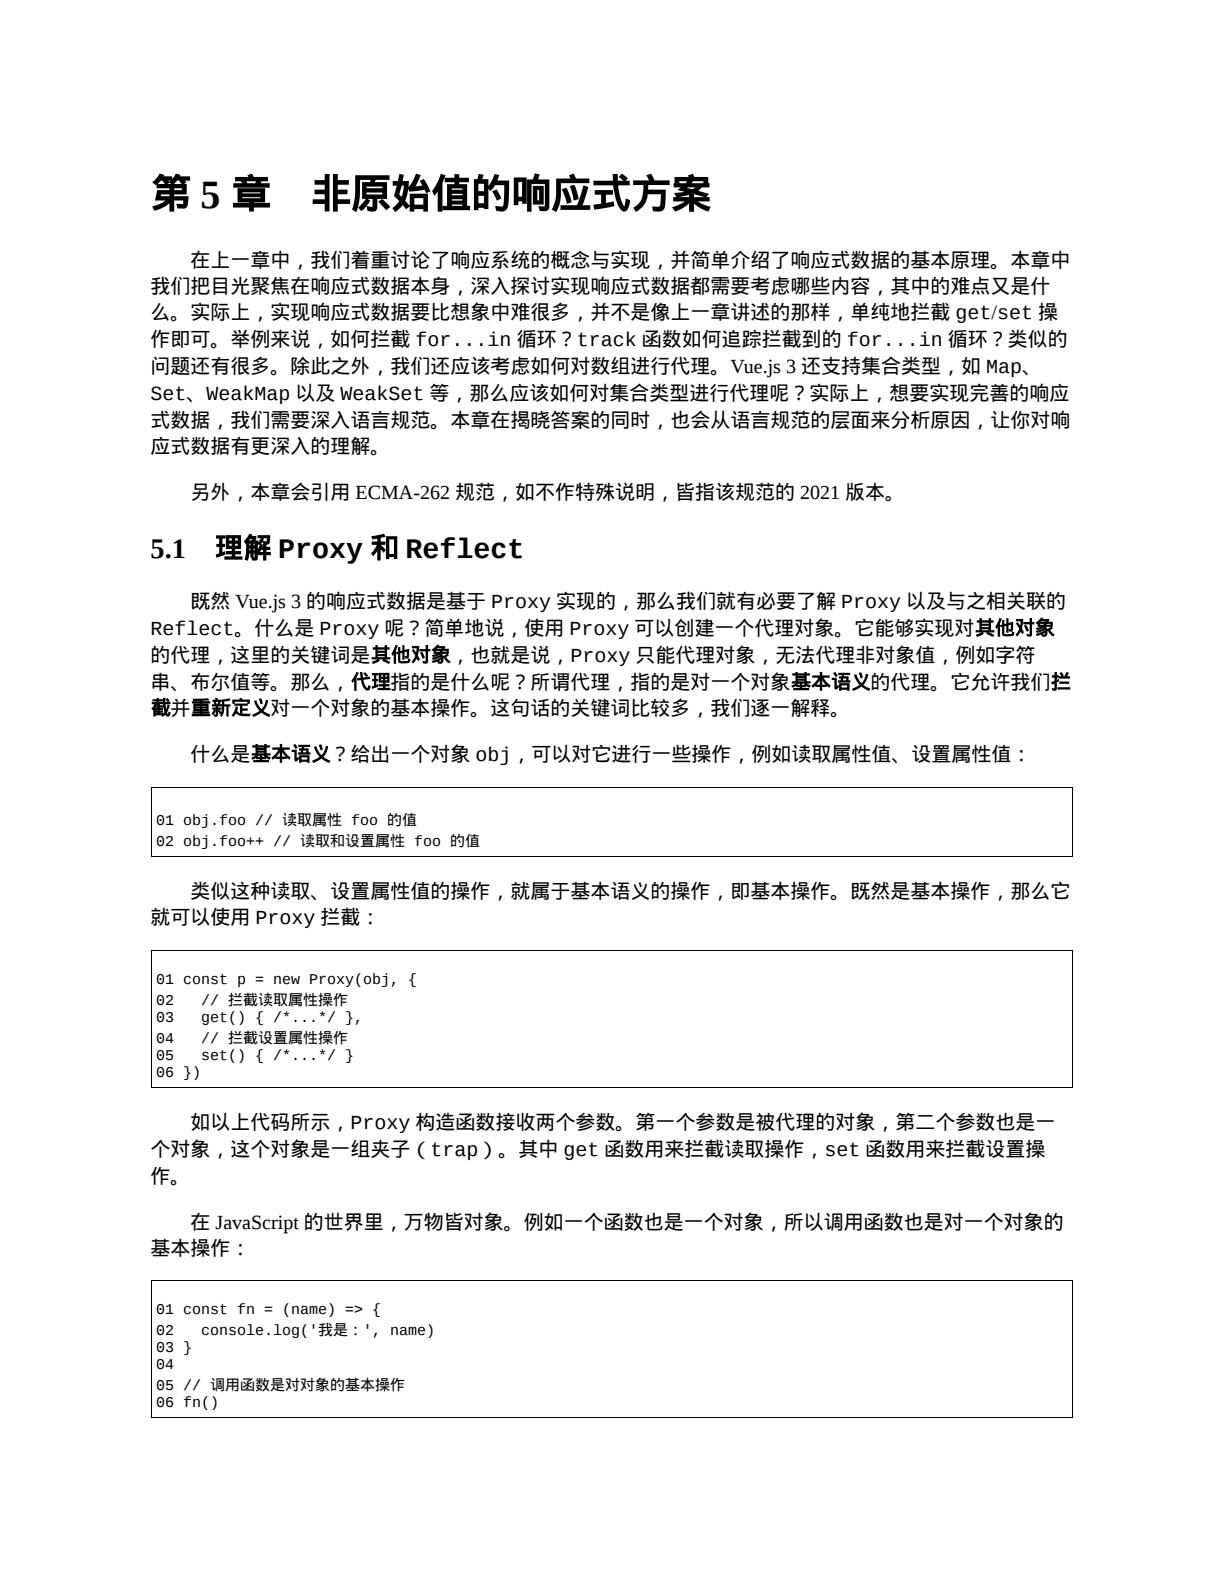 第 5 章　非原始值的响应式方案
在上一章中，我们着重讨论了响应系统的概念与实现，并简单介绍了响应式数据的基本原理。本章中
我们把目光聚焦在响应式数据本身，深入探讨实现响应式数据都需要考虑哪些内容，其中的难点又是什
么。实际上，实现响应式数据要比想象中难很多，并不是像上一章讲述的那样，单纯地拦截 get/set 操
作即可。举例来说，如何拦截 for...in 循环？track 函数如何追踪拦截到的 for...in 循环？类似的
问题还有很多。除此之外，我们还应该考虑如何对数组进行代理。Vue.js 3 还支持集合类型，如 Map、
Set、WeakMap 以及 WeakSet 等，那么应该如何对集合类型进行代理呢？实际上，想要实现完善的响应
式数据，我们需要深入语言规范。本章在揭晓答案的同时，也会从语言规范的层面来分析原因，让你对响
应式数据有更深入的理解。
另外，本章会引用 ECMA-262 规范，如不作特殊说明，皆指该规范的 2021 版本。
5.1　理解 Proxy 和 Reflect
既然 Vue.js 3 的响应式数据是基于 Proxy 实现的，那么我们就有必要了解 Proxy 以及与之相关联的
Reflect。什么是 Proxy 呢？简单地说，使用 Proxy 可以创建一个代理对象。它能够实现对其他对象
的代理，这里的关键词是其他对象，也就是说，Proxy 只能代理对象，无法代理非对象值，例如字符
串、布尔值等。那么，代理指的是什么呢？所谓代理，指的是对一个对象基本语义的代理。它允许我们拦
截并重新定义对一个对象的基本操作。这句话的关键词比较多，我们逐一解释。
什么是基本语义？给出一个对象 obj，可以对它进行一些操作，例如读取属性值、设置属性值：
01 obj.foo // 读取属性 foo 的值
02 obj.foo++ // 读取和设置属性 foo 的值
类似这种读取、设置属性值的操作，就属于基本语义的操作，即基本操作。既然是基本操作，那么它
就可以使用 Proxy 拦截：
01 const p = new Proxy(obj, {
02   // 拦截读取属性操作
03   get() { /*...*/ },
04   // 拦截设置属性操作
05   set() { /*...*/ }
06 })
如以上代码所示，Proxy 构造函数接收两个参数。第一个参数是被代理的对象，第二个参数也是一
个对象，这个对象是一组夹子（trap）。其中 get 函数用来拦截读取操作，set 函数用来拦截设置操
作。
在 JavaScript 的世界里，万物皆对象。例如一个函数也是一个对象，所以调用函数也是对一个对象的
基本操作：
01 const fn = (name) => {
02   console.log('我是：', name)
03 }
04
05 // 调用函数是对对象的基本操作
06 fn()